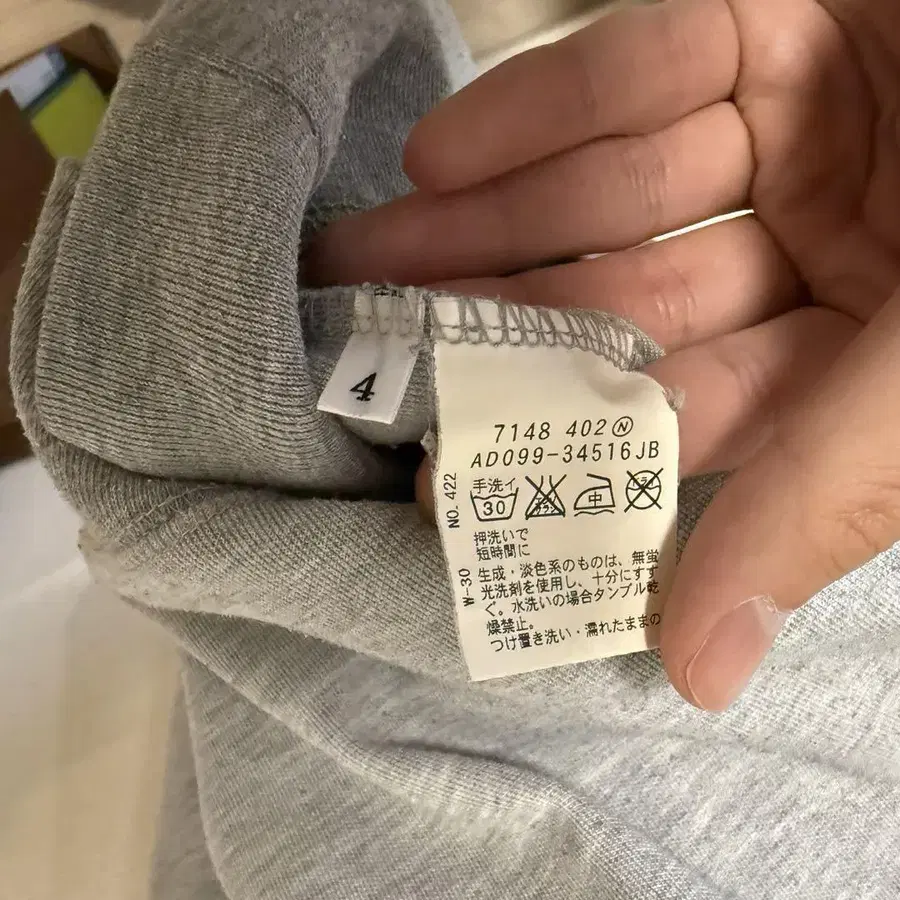 4
7148 402Ⓝ
AD099-34516JB
NO. 422
手洗イ
30
中
W-30
押洗いで
短時間に
生成・淡色系のものは、無蛍
光洗剤を使用し、十分にすす
ぐ。水洗いの場合タンブル乾
燥禁止。
つけ置き洗い・濡れたままの